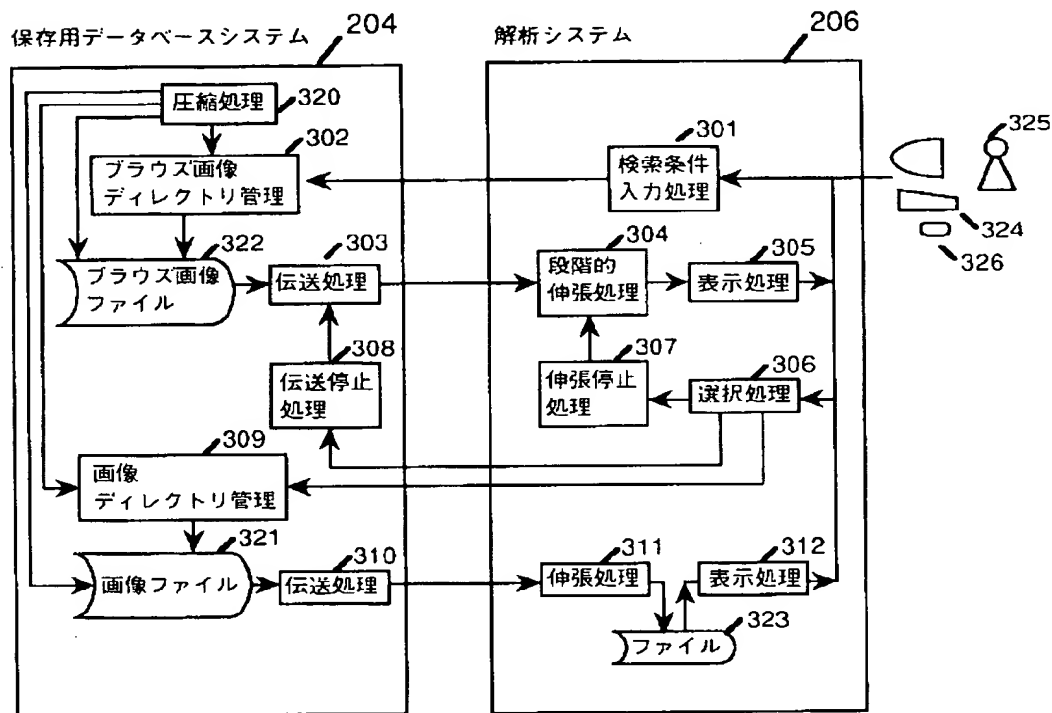 保存用データベースシステム
204
解析システム
206
圧縮処理
320
302
ブラウズ画像
ディレクトリ管理
301
検索条件
入力処理
325
324
326
322
ブラウズ画像
ファイル
303
伝送処理
304
段階的
伸張処理
305
表示処理
308
伝送停止
処理
307
伸張停止
処理
306
選択処理
309
画像
ディレクトリ管理
321
画像ファイル
310
伝送処理
311
伸張処理
312
表示処理
323
ファイル